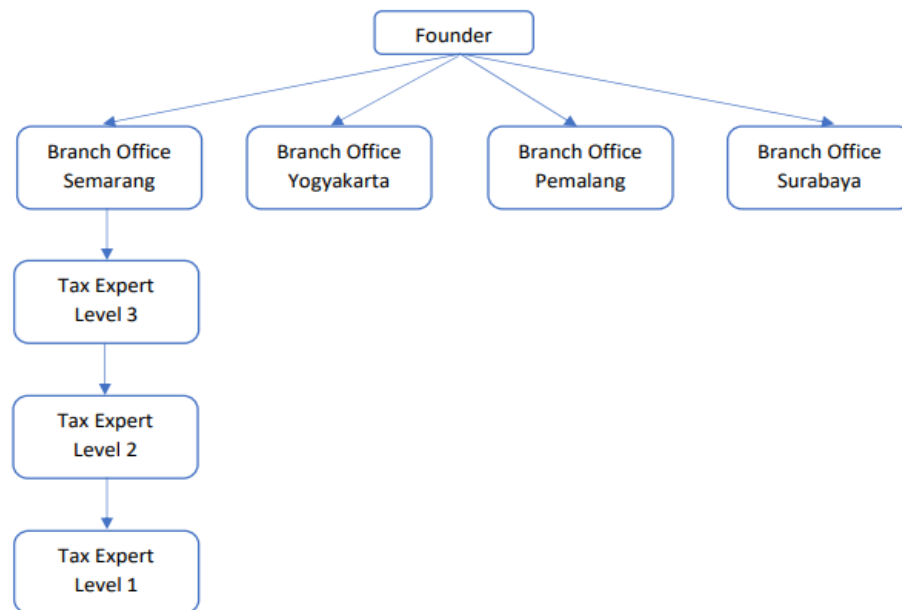 Founder
Branch Office
Semarang
Branch Office
Yogyakarta
Branch Office
Pemalang
Branch Office
Surabaya
Tax Expert
Level 3
Tax Expert
Level 2
Tax Expert
Level 1